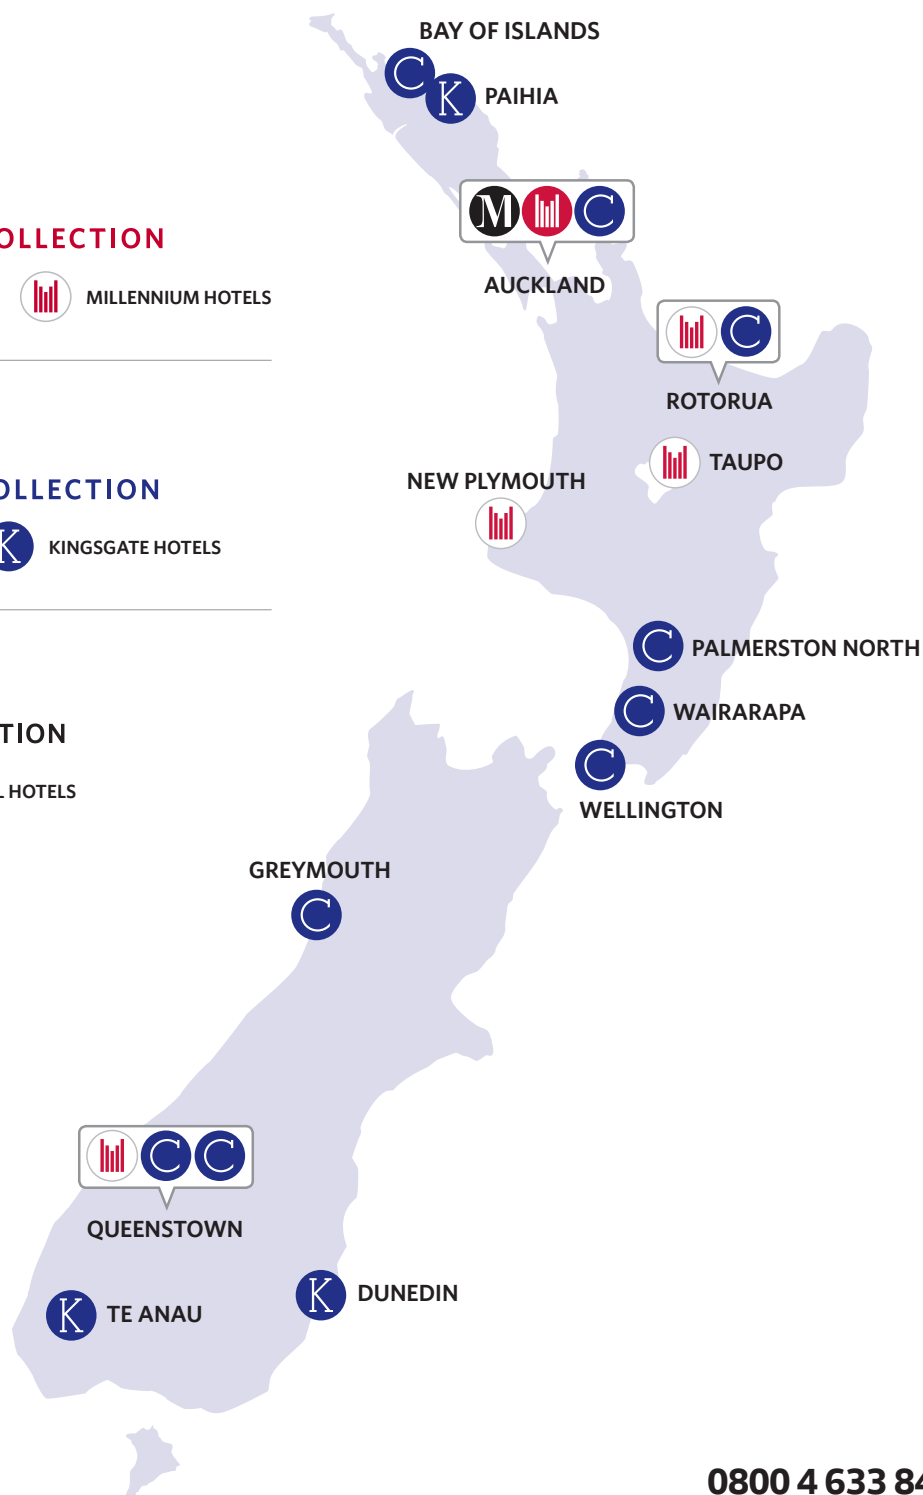 BAY OF ISLANDS
C
K PAIHIA
M C
AUCKLAND
OLLECTION
MILLENNIUM HOTELS
C
ROTORUA
TAUPO
NEW PLYMOUTH
OLLECTION
K KINGSGATE HOTELS
C PALMERSTON NORTH
C WAIRARAPA
C
WELLINGTON
TION
L HOTELS
GREYMOUTH
C
C C
QUEENSTOWN
K DUNEDIN
K TE ANAU
0800 4 633 84